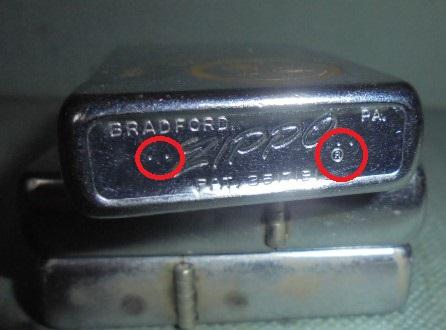 BRADFORD. PA.
Zippo ®
PAT. 2517191